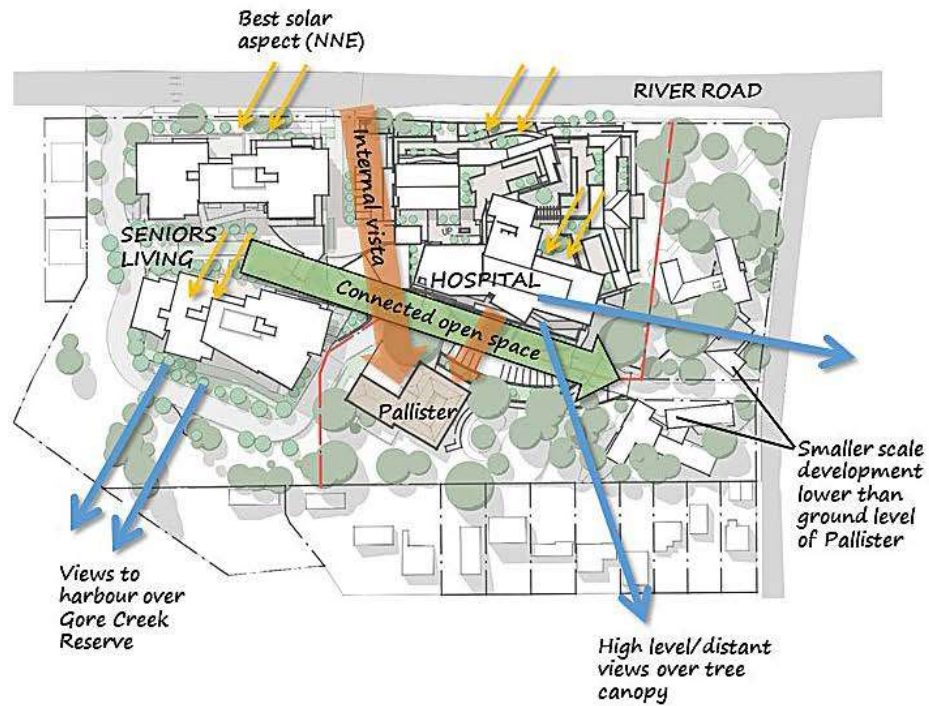 Best solar
aspect (NNE)
RIVER ROAD
Internal vista
SENIORS
LIVING
UP
HOSPITAL
Connected open space
Pallister
Smaller scale
development
lower than
ground level
of Pallister
Views to
harbour over
Gore Creek
Reserve
High level/distant
views over tree
canopy